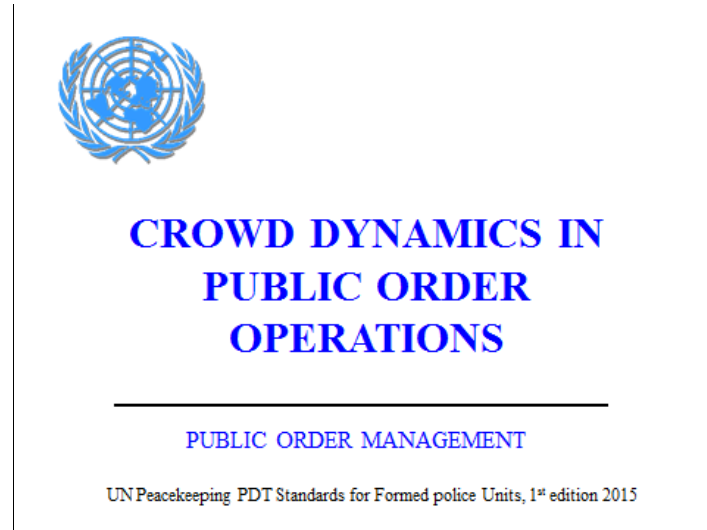 CROWD DYNAMICS IN
PUBLIC ORDER
OPERATIONS
PUBLIC ORDER MANAGEMENT
UN Peacekeeping PDT Standards for Formed police Units, 1st edition 2015